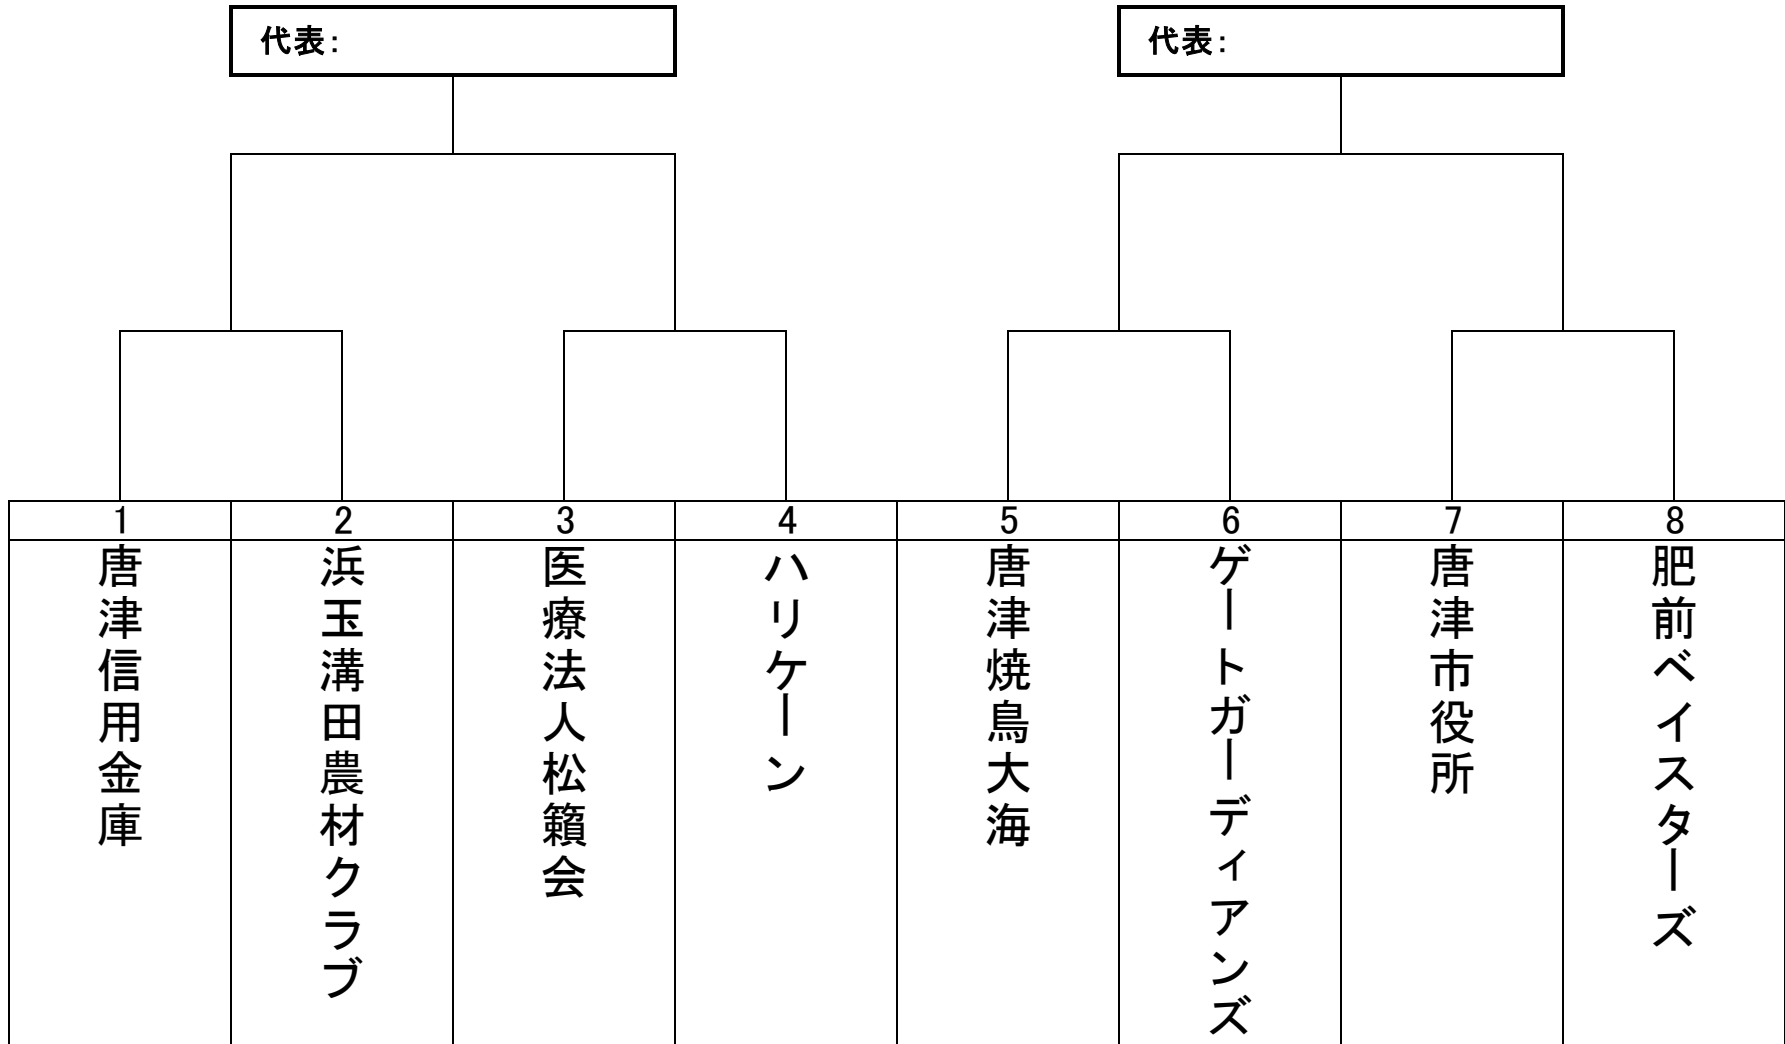 代表：
代表：
1
2
3
4
5
6
7
8
唐津信用金庫
浜玉溝田農材クラブ
医療法人松籟会
ハリケーン
唐津焼鳥大海
ゲートガーディアンズ
唐津市役所
肥前ベイスターズ